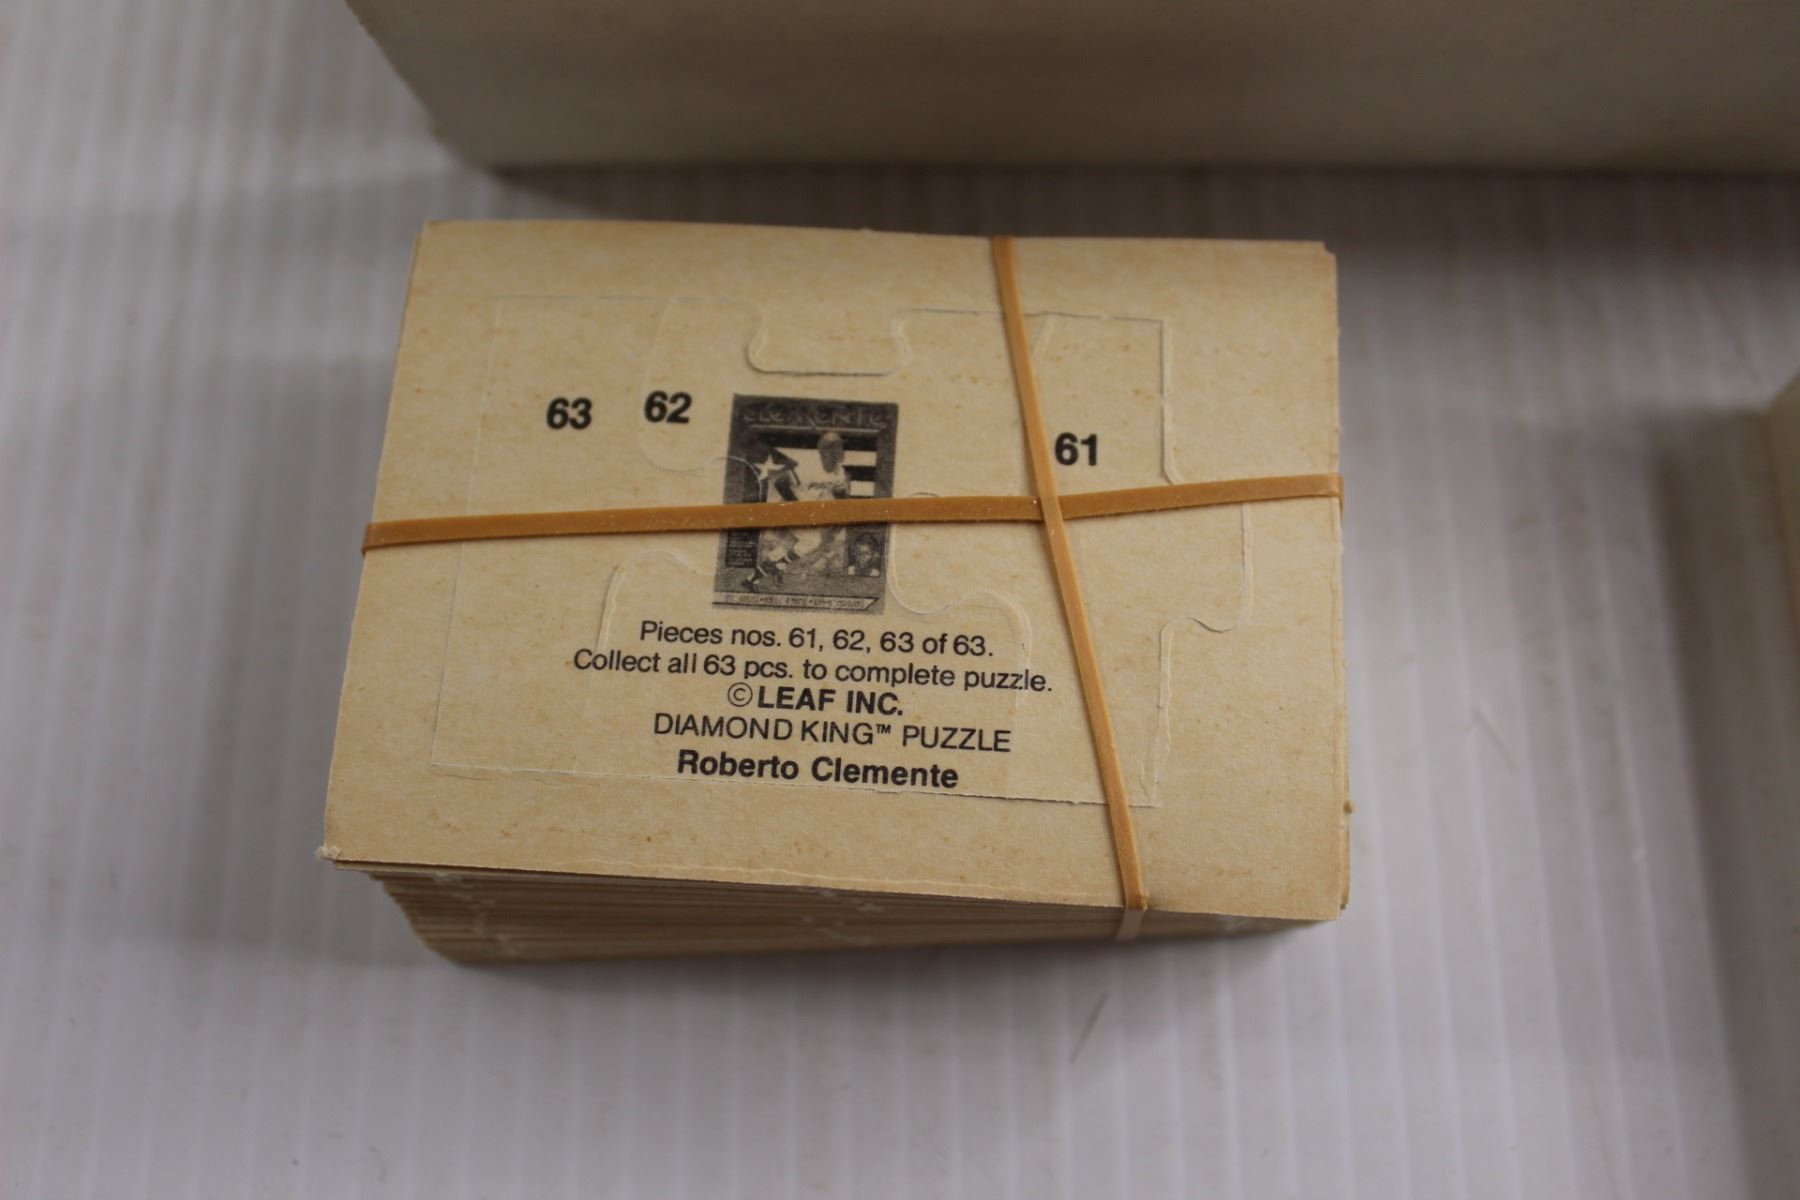 63 62 61
CLEMENTE
Pieces nos. 61, 62, 63 of 63.
Collect all 63 pcs. to complete puzzle.
©LEAF INC.
DIAMOND KING™ PUZZLE
Roberto Clemente